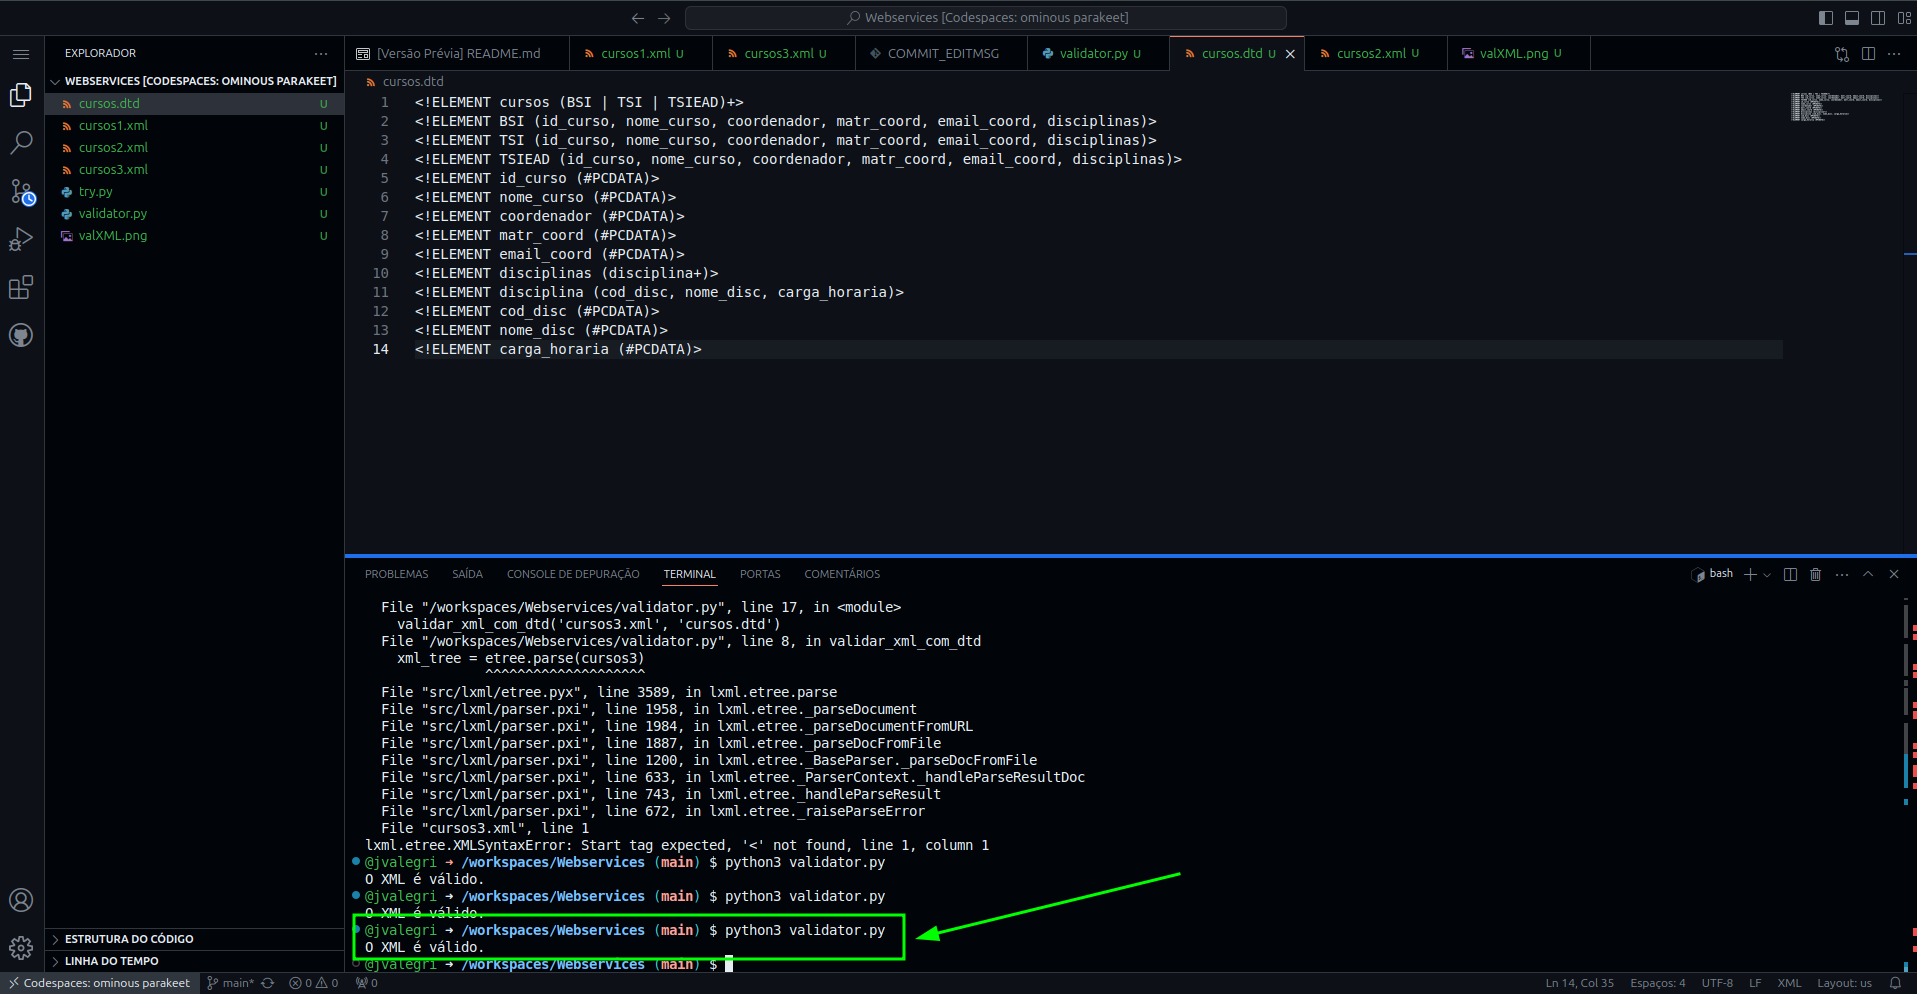 Webservices [Codespaces: ominous parakeet]
EXPLORADOR
WEBSERVICES [CODESPACES: OMINOUS PARAKEET]
cursos.dtd U
cursos1.xml U
cursos2.xml U
cursos3.xml U
try.py U
validator.py U
valXML.png U
ESTRUTURA DO CÓDIGO
LINHA DO TEMPO
[Versão Prévia] README.md
cursos1.xml U
cursos3.xml U
COMMIT_EDITMSG
validator.py U
cursos.dtd U
cursos2.xml U
valXML.png U
cursos.dtd
1 <!ELEMENT cursos (BSI | TSI | TSIEAD)+>
2 <!ELEMENT BSI (id_curso, nome_curso, coordenador, matr_coord, email_coord, disciplinas)>
3 <!ELEMENT TSI (id_curso, nome_curso, coordenador, matr_coord, email_coord, disciplinas)>
4 <!ELEMENT TSIEAD (id_curso, nome_curso, coordenador, matr_coord, email_coord, disciplinas)>
5 <!ELEMENT id_curso (#PCDATA)>
6 <!ELEMENT nome_curso (#PCDATA)>
7 <!ELEMENT coordenador (#PCDATA)>
8 <!ELEMENT matr_coord (#PCDATA)>
9 <!ELEMENT email_coord (#PCDATA)>
10 <!ELEMENT disciplinas (disciplina+)>
11 <!ELEMENT disciplina (cod_disc, nome_disc, carga_horaria)>
12 <!ELEMENT cod_disc (#PCDATA)>
13 <!ELEMENT nome_disc (#PCDATA)>
14 <!ELEMENT carga_horaria (#PCDATA)>
PROBLEMAS SAÍDA CONSOLE DE DEPURAÇÃO TERMINAL PORTAS COMENTÁRIOS
bash
File "/workspaces/Webservices/validator.py", line 17, in <module>
validar_xml_com_dtd('cursos3.xml', 'cursos.dtd')
File "/workspaces/Webservices/validator.py", line 8, in validar_xml_com_dtd
xml_tree = etree.parse(cursos3)
^^^^^^^^^^^^^^^^^^^^
File "src/lxml/etree.pyx", line 3589, in lxml.etree.parse
File "src/lxml/parser.pxi", line 1958, in lxml.etree._parseDocument
File "src/lxml/parser.pxi", line 1984, in lxml.etree._parseDocumentFromURL
File "src/lxml/parser.pxi", line 1887, in lxml.etree._parseDocFromFile
File "src/lxml/parser.pxi", line 1200, in lxml.etree._BaseParser._parseDocFromFile
File "src/lxml/parser.pxi", line 633, in lxml.etree._ParserContext._handleParseResultDoc
File "src/lxml/parser.pxi", line 743, in lxml.etree._handleParseResult
File "src/lxml/parser.pxi", line 672, in lxml.etree._raiseParseError
File "cursos3.xml", line 1
lxml.etree.XMLSyntaxError: Start tag expected, '<' not found, line 1, column 1
@jvalegri → /workspaces/Webservices (main) $ python3 validator.py
O XML é válido.
@jvalegri → /workspaces/Webservices (main) $ python3 validator.py
O XML é válido.
@jvalegri → /workspaces/Webservices (main) $ python3 validator.py
O XML é válido.
@jvalegri → /workspaces/Webservices (main) $
Codespaces: ominous parakeet main* 0 0 0 Ln 14, Col 35 Espaços: 4 UTF-8 LF XML Layout: us